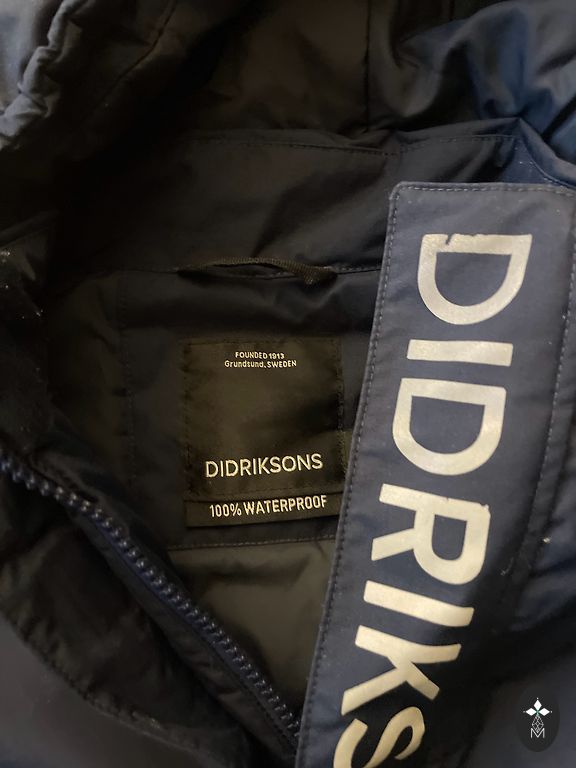 FOUNDED 1913
Grundsund, SWEDEN
DIDRIKSONS
100% WATERPROOF
DIDRIKS
M